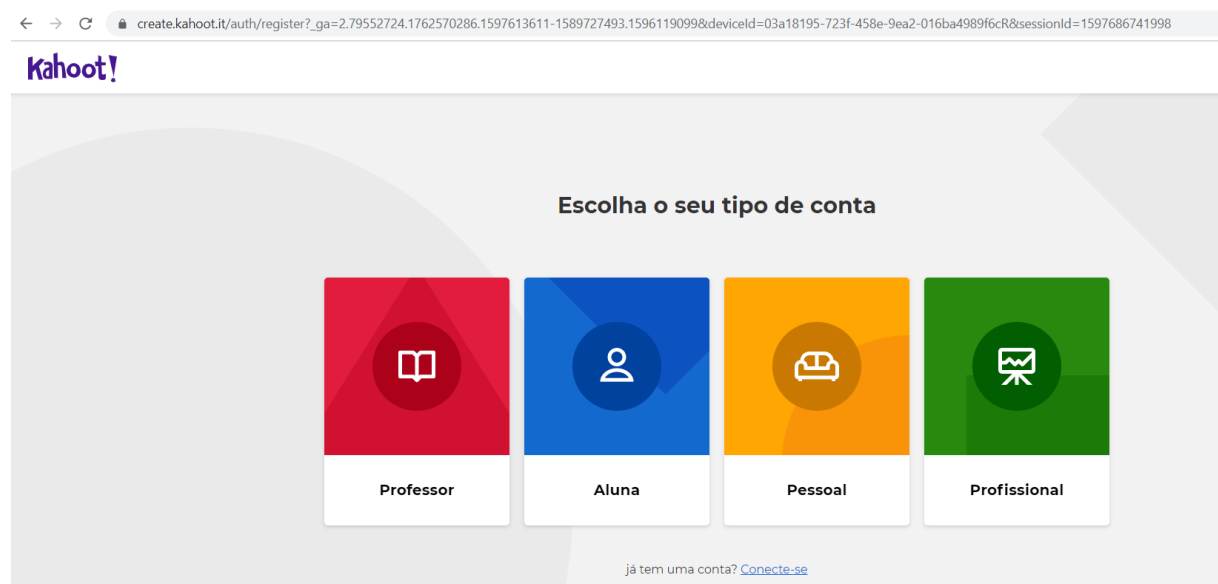 create.kahoot.it/auth/register?_ga=2.79552724.1762570286.1597613611-1589727493.1596119099&deviceId=03a18195-723f-458e-9ea2-016ba4989f6cR&sessionId=1597686741998
Kahoot!
Escolha o seu tipo de conta
Professor
Aluna
Pessoal
Profissional
já tem uma conta? Conecte-se